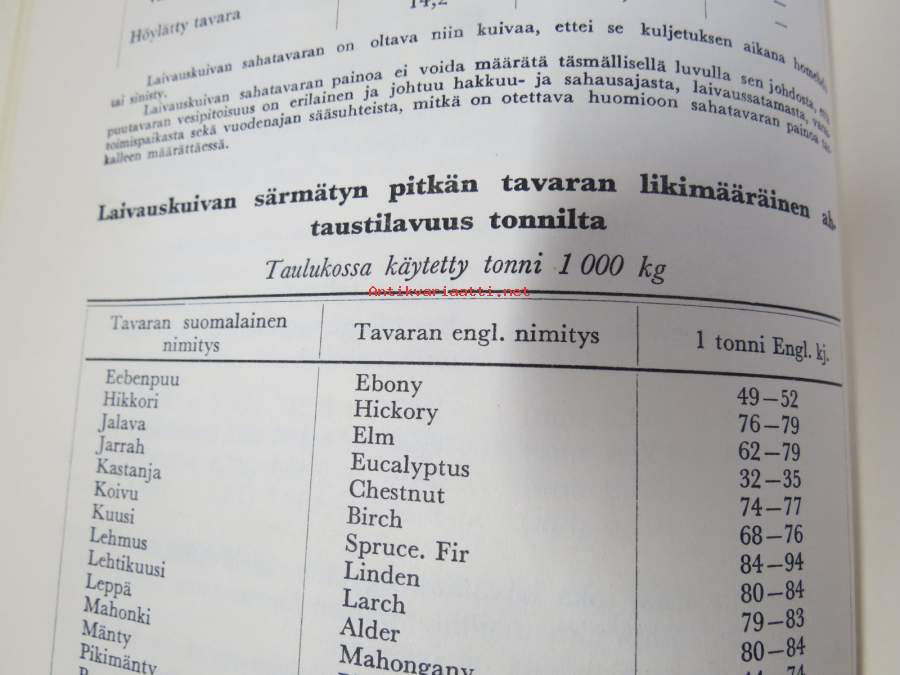 Höylätty tavara 14,2 — —
Laivauskuivan sahatavaran on oltava niin kuivaa, ettei se kuljetuksen aikana
tai sinisty.
Laivauskuivan sahatavaran painoa ei voida määrätä täsmällisellä luvulla sen johdosta, että
puutavaran vesipitoisuus on erilainen ja johtuu hakkuu- ja sahausajasta, laivaussatamasta,
toimispaikasta sekä vuodenajan sääsuhteista, mitkä on otettava huomioon sahatavaran painoa
kalleen määrättäessä.
Laivauskuivan särmätyn pitkän tavaran likimääräinen ah-
taustilavuus tonnilta
Taulukossa käytetty tonni 1 000 kg
Antikvariaatti.net
Tavaran suomalainen
nimitys
Tavaran engl. nimitys
1 tonni Engl. kj.
Eebenpuu Ebony 49—52
Hikkori Hickory 76—79
Jalava Elm 62—79
Jarrah Eucalyptus 32—35
Kastanja Chestnut 74—77
Koivu Birch 68—76
Kuusi Spruce. Fir 84—94
Lehmus Linden 80—84
Lehtikuusi Larch 79—83
Leppä Alder 80—84
Mahonki Mahongany
Mänty
Pikimänty